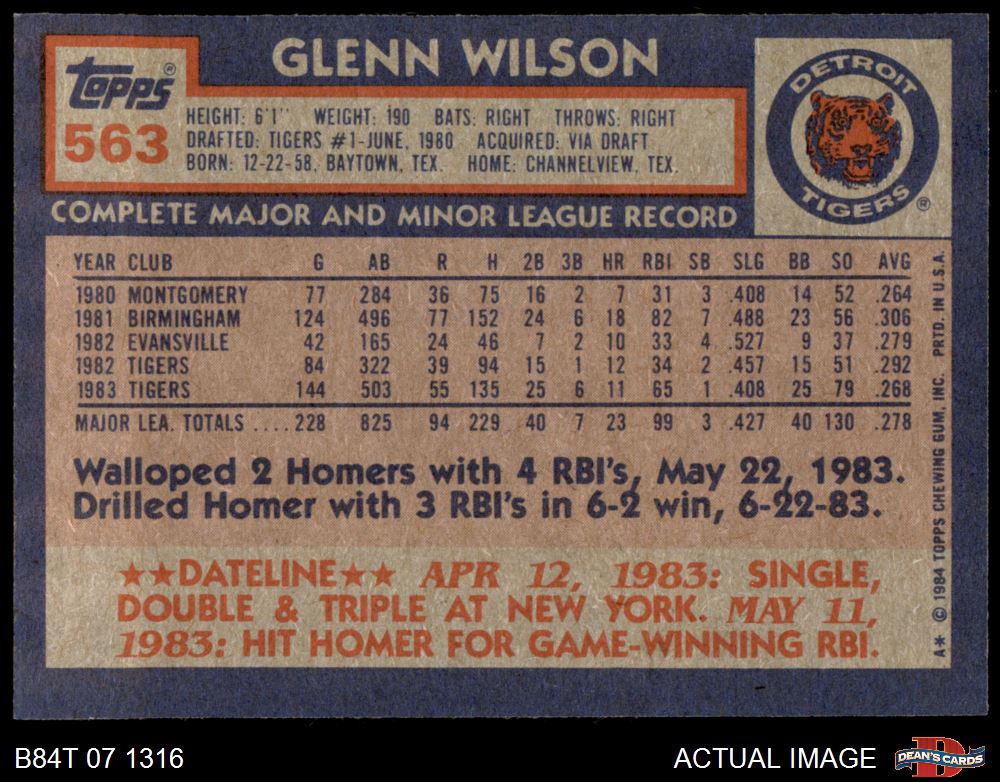 GLENN WILSON
Topps®
563
HEIGHT: 6'1" WEIGHT: 190 BATS: RIGHT THROWS: RIGHT
DRAFTED: TIGERS #1-JUNE, 1980 ACQUIRED: VIA DRAFT
BORN: 12-22-58, BAYTOWN, TEX. HOME: CHANNELVIEW, TEX.
DETROIT
TIGERS®
COMPLETE MAJOR AND MINOR LEAGUE RECORD
YEAR CLUB G AB R H 2B 3B HR RBI SB SLG BB SO AVG
1980 MONTGOMERY 77 284 36 75 16 2 7 31 3 .408 14 52 .264
1981 BIRMINGHAM 124 496 77 152 24 6 18 82 7 .488 23 56 .306
1982 EVANSVILLE 42 165 24 46 7 2 10 33 4 .527 9 37 .279
1982 TIGERS 84 322 39 94 15 1 12 34 2 .457 15 51 .292
1983 TIGERS 144 503 55 135 25 6 11 65 1 .408 25 79 .268
MAJOR LEA. TOTALS .... 228 825 94 229 40 7 23 99 3 .427 40 130 .278
Walloped 2 Homers with 4 RBI's, May 22, 1983.
Drilled Homer with 3 RBI's in 6-2 win, 6-22-83.
★★DATELINE★★ APR 12, 1983: SINGLE,
DOUBLE & TRIPLE AT NEW YORK. MAY 11,
1983: HIT HOMER FOR GAME-WINNING RBI.
A* © 1984 TOPPS CHEWING GUM, INC. PRTD. IN U.S.A.
B84T 07 1316
ACTUAL IMAGE
D
DEAN'S CARDS